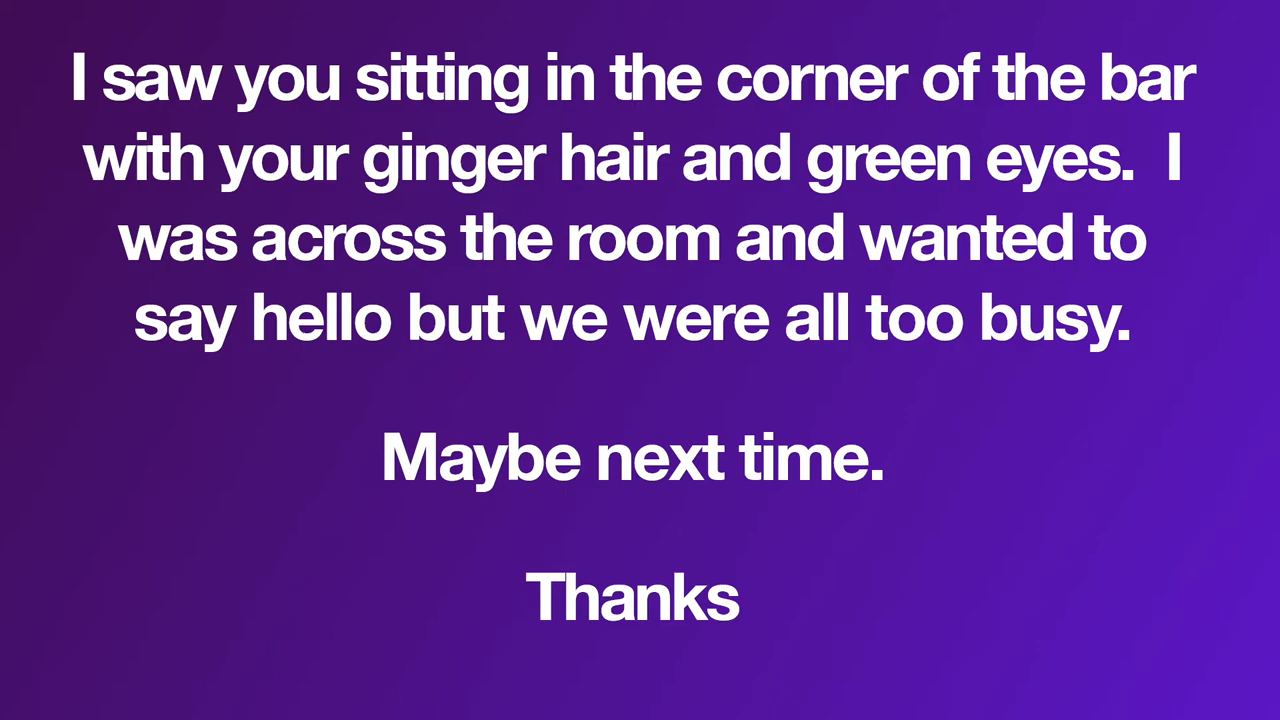 I saw you sitting in the corner of the bar
with your ginger hair and green eyes.  I
was across the room and wanted to
say hello but we were all too busy.
Maybe next time.
Thanks